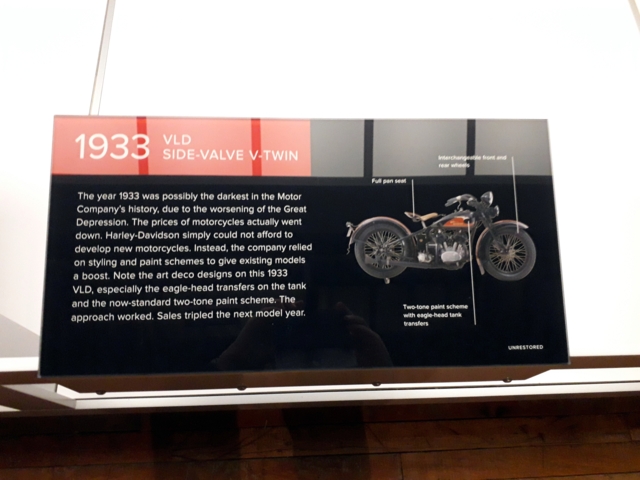 1933 VLD
SIDE-VALVE V-TWIN
The year 1933 was possibly the darkest in the Motor
Company's history, due to the worsening of the Great
Depression. The prices of motorcycles actually went
down. Harley-Davidson simply could not afford to
develop new motorcycles. Instead, the company relied
on styling and paint schemes to give existing models
a boost. Note the art deco designs on this 1933
VLD, especially the eagle-head transfers on the tank
and the now-standard two-tone paint scheme. The
approach worked. Sales tripled the next model year.
Interchangeable front and
rear wheels
Full pan seat
Two-tone paint scheme
with eagle-head tank
transfers
UNRESTORED